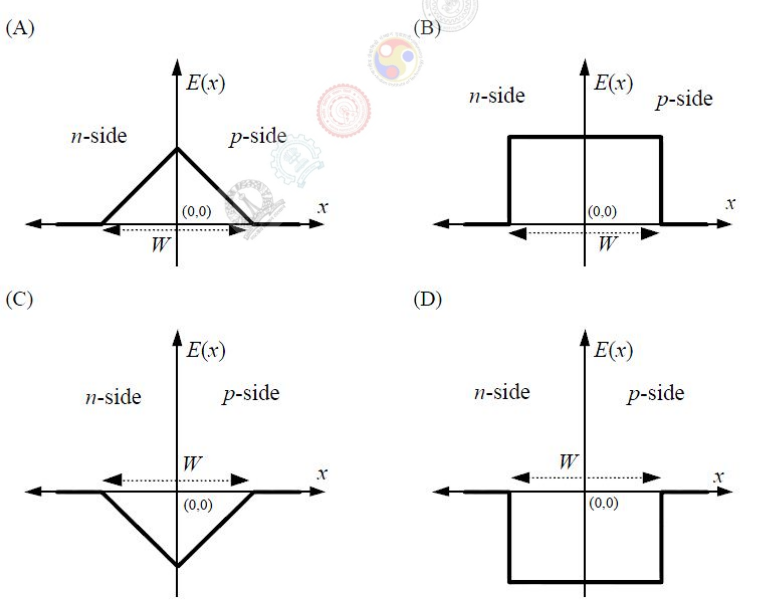 (A)
(B)
E(x)
n-side
p-side
(0,0)
x
W
E(x)
n-side
p-side
(0,0)
x
W
(C)
(D)
E(x)
n-side
p-side
W
x
(0,0)
E(x)
n-side
p-side
W
x
(0,0)